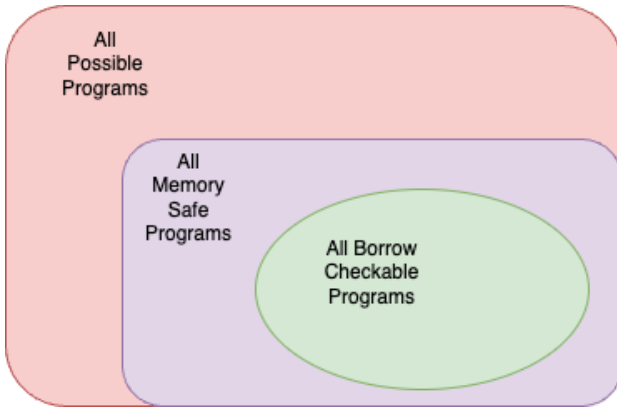 All
Possible
Programs
All
Memory
Safe
Programs
All Borrow
Checkable
Programs